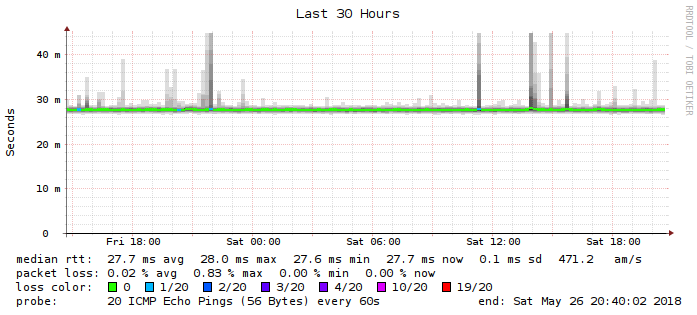 Last 30 Hours
RRDTOOL / TOBI OETIKER
Seconds
40 m
30 m
20 m
10 m
0
Fri 18:00 Sat 00:00 Sat 06:00 Sat 12:00 Sat 18:00
median rtt: 27.7 ms avg 28.0 ms max 27.6 ms min 27.7 ms now 0.1 ms sd 471.2 am/s
packet loss: 0.02 % avg 0.83 % max 0.00 % min 0.00 % now
loss color: 0 1/20 2/20 3/20 4/20 10/20 19/20
probe: 20 ICMP Echo Pings (56 Bytes) every 60s end: Sat May 26 20:40:02 2018